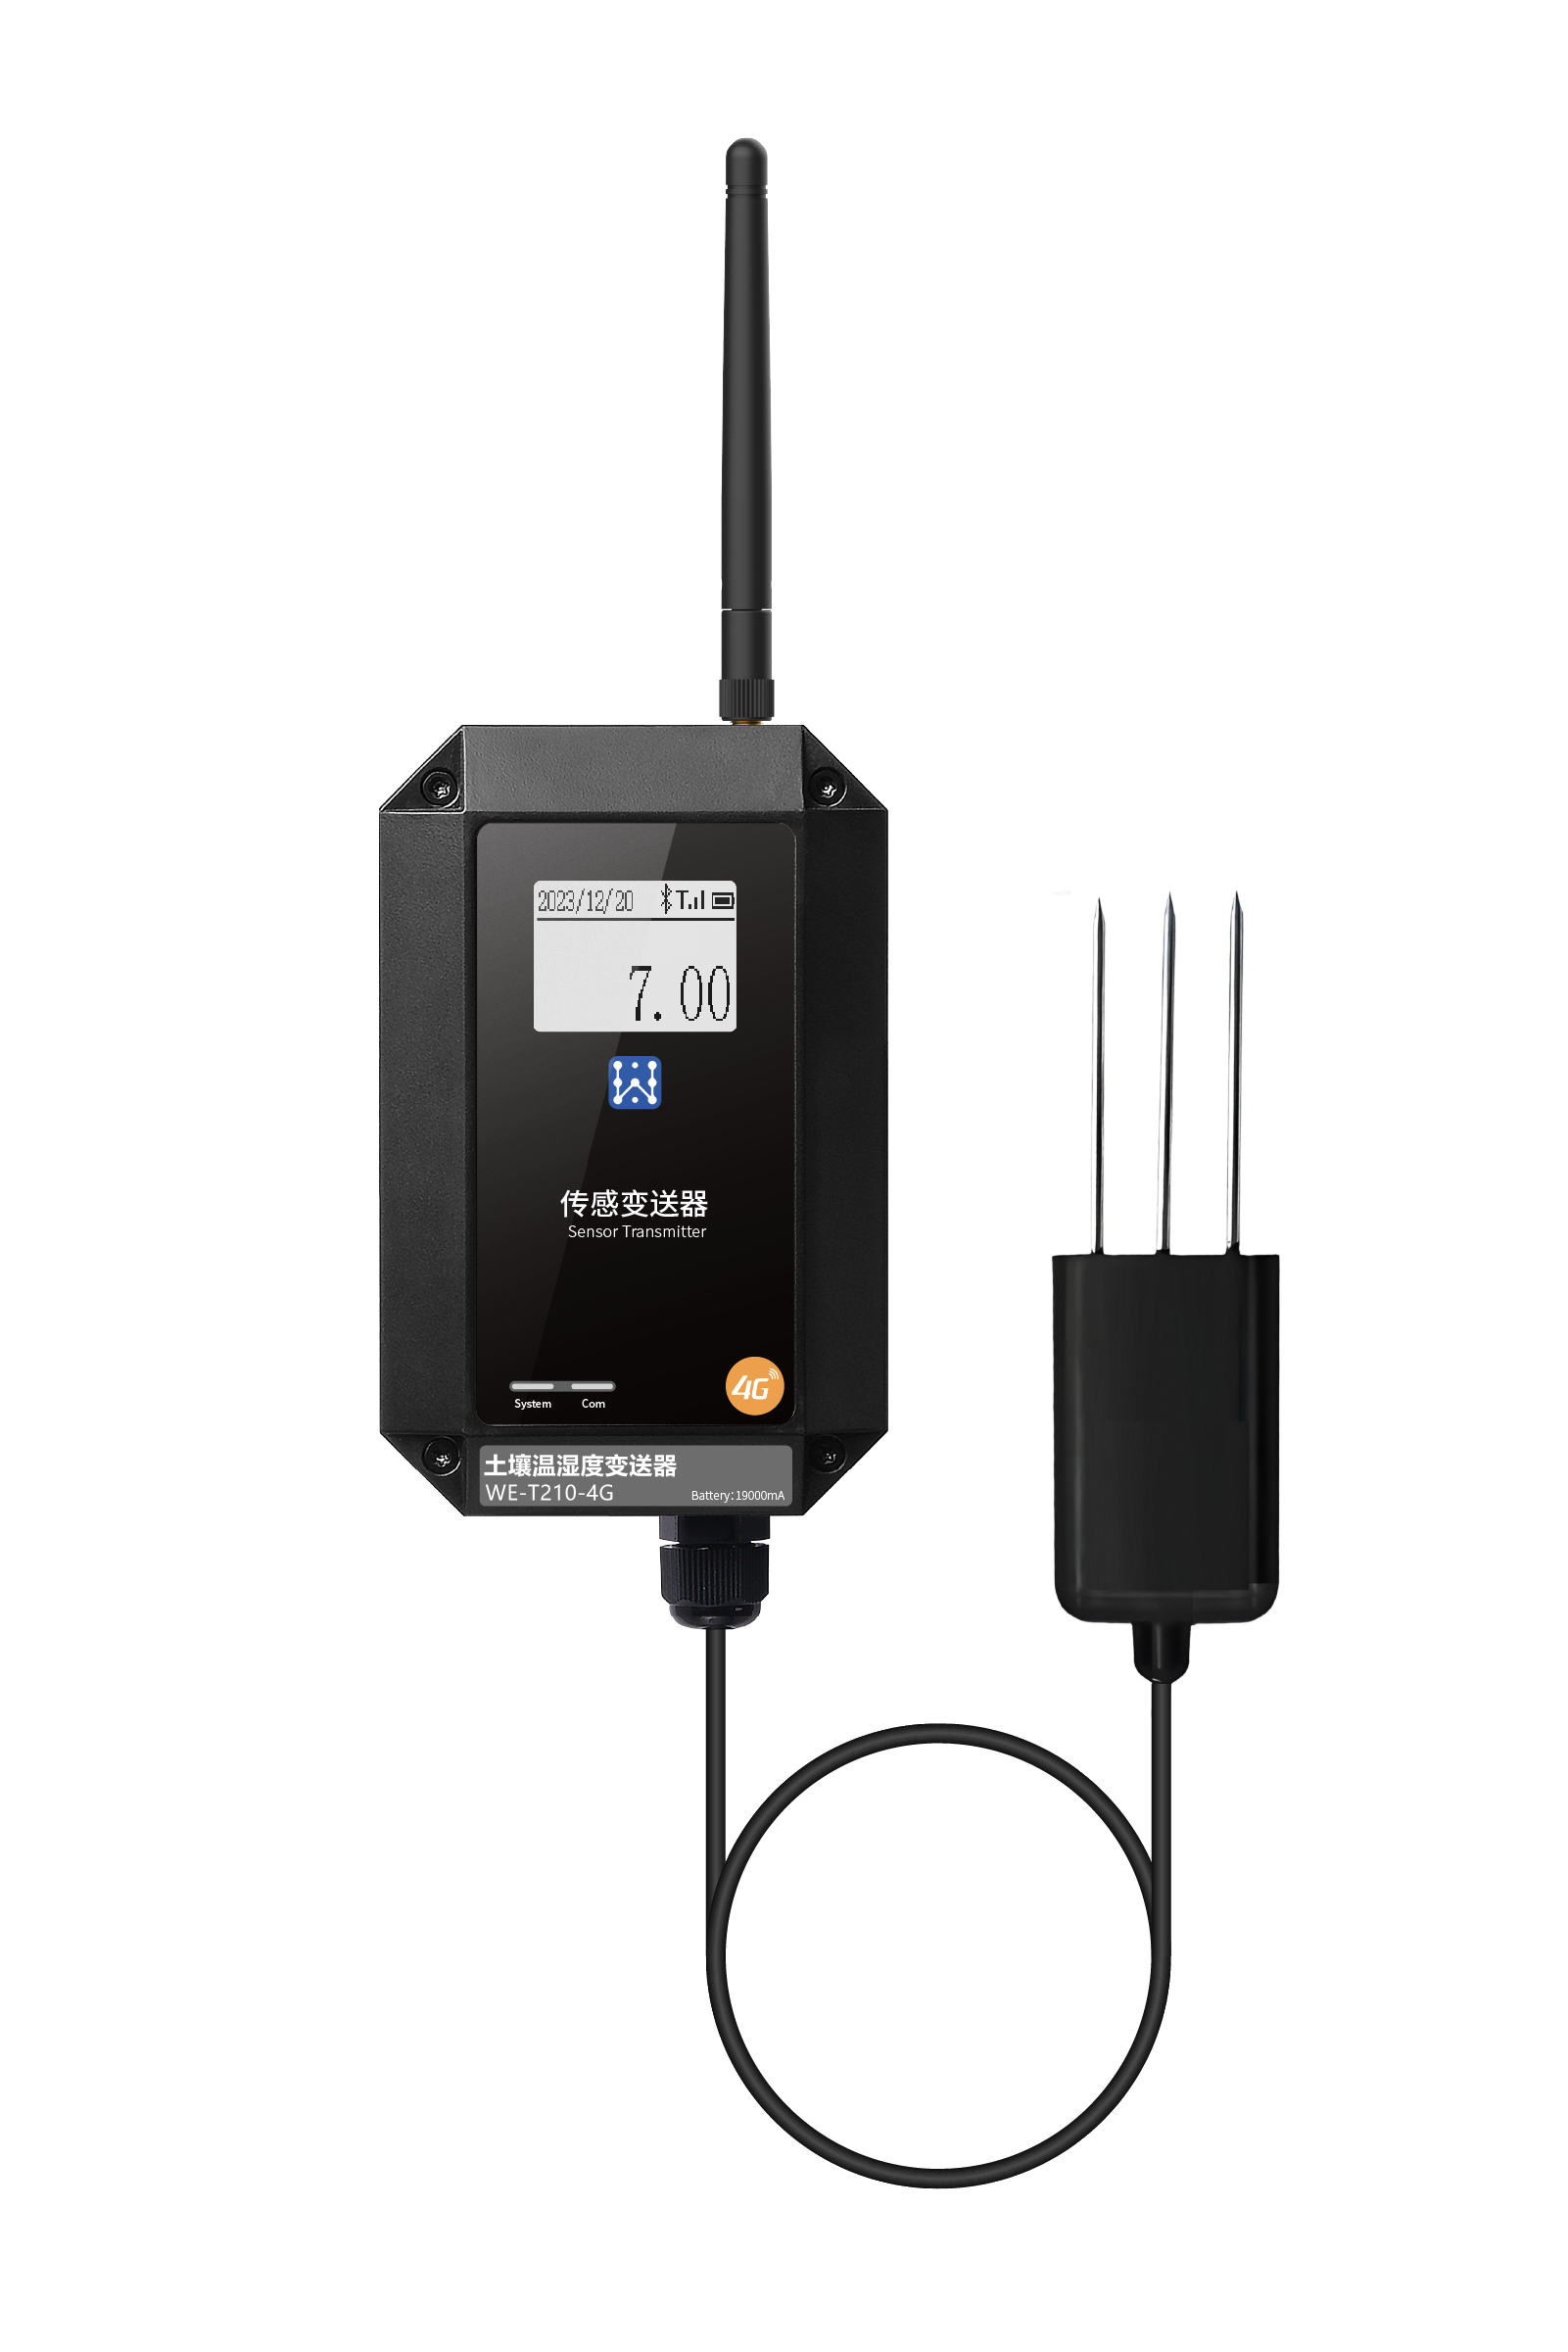 2023/12/20
7.00
传感变送器
Sensor Transmitter
4G
System Com
土壤温湿度变送器
WE-T210-4G
Battery:19000mA